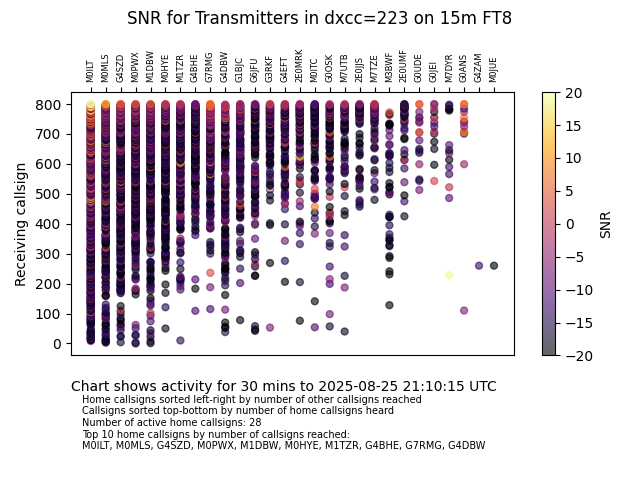 SNR for Transmitters in dxcc=223 on 15m FT8
M0ILT M0MLS G4SZD M0PWX M1DBW M0HYE M1TZR G4BHE G7RMG G4DBW G1BJC G6JFU G3RKF G4EFT 2E0MRK M0ITC G0OSK M7UTB 2E0JJS M7TZE M3BWF 2E0UMF G0UDE G0JEI M7DYR G0ANS G4ZAM M0JUE
800
700
600
500
400
300
200
100
0
Receiving callsign
20
15
10
5
0
−5
−10
−15
−20
SNR
Chart shows activity for 30 mins to 2025-08-25 21:10:15 UTC
Home callsigns sorted left-right by number of other callsigns reached
Callsigns sorted top-bottom by number of home callsigns heard
Number of active home callsigns: 28
Top 10 home callsigns by number of callsigns reached:
M0ILT, M0MLS, G4SZD, M0PWX, M1DBW, M0HYE, M1TZR, G4BHE, G7RMG, G4DBW